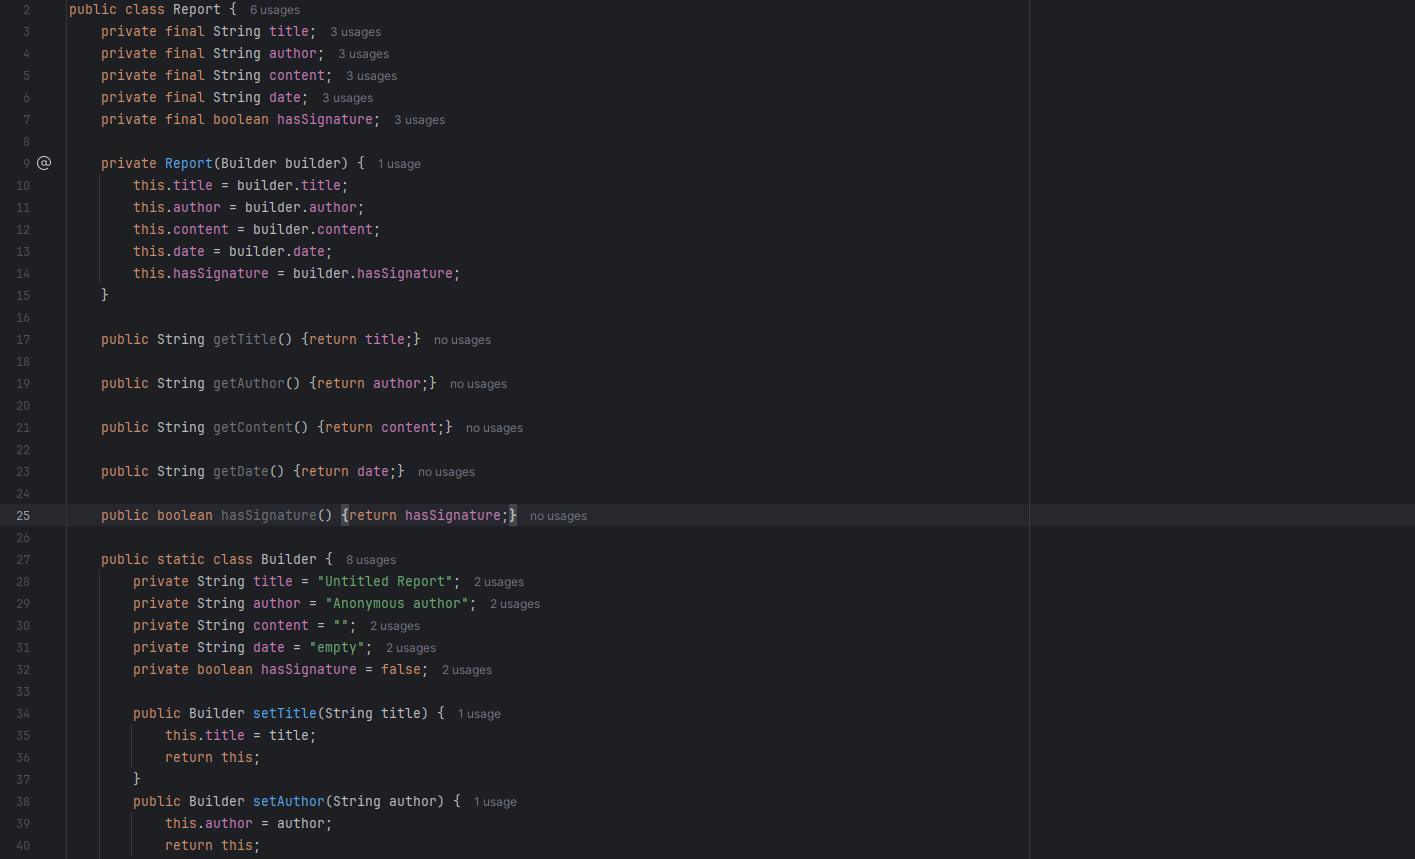 2 public class Report { 6 usages
3 private final String title; 3 usages
4 private final String author; 3 usages
5 private final String content; 3 usages
6 private final String date; 3 usages
7 private final boolean hasSignature; 3 usages
8
9 @ private Report(Builder builder) { 1 usage
10 this.title = builder.title;
11 this.author = builder.author;
12 this.content = builder.content;
13 this.date = builder.date;
14 this.hasSignature = builder.hasSignature;
15 }
16
17 public String getTitle() {return title;} no usages
18
19 public String getAuthor() {return author;} no usages
20
21 public String getContent() {return content;} no usages
22
23 public String getDate() {return date;} no usages
24
25 public boolean hasSignature() {return hasSignature;} no usages
26
27 public static class Builder { 8 usages
28 private String title = "Untitled Report"; 2 usages
29 private String author = "Anonymous author"; 2 usages
30 private String content = ""; 2 usages
31 private String date = "empty"; 2 usages
32 private boolean hasSignature = false; 2 usages
33
34 public Builder setTitle(String title) { 1 usage
35 this.title = title;
36 return this;
37 }
38 public Builder setAuthor(String author) { 1 usage
39 this.author = author;
40 return this;